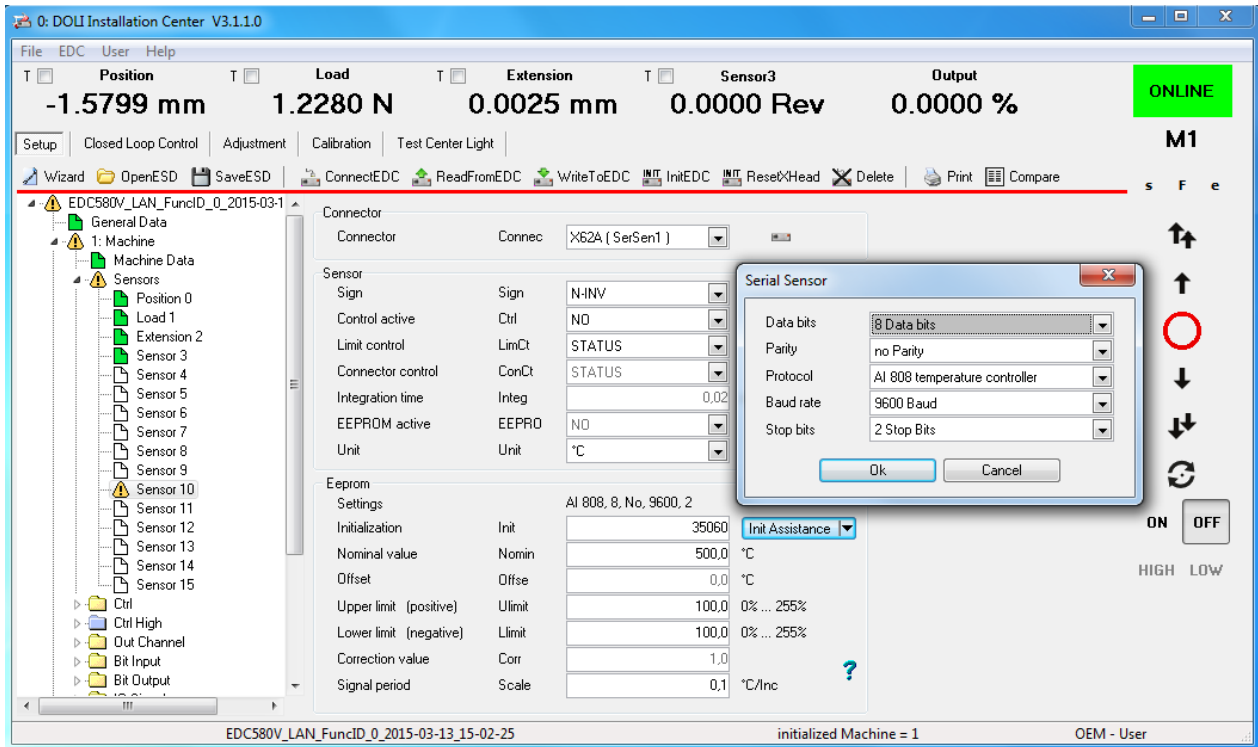 0: DOLI Installation Center V3.1.1.0
File EDC User Help
T Position T Load T Extension T Sensor3 Output
-1.5799 mm 1.2280 N 0.0025 mm 0.0000 Rev 0.0000 %
ONLINE
M1
Setup Closed Loop Control Adjustment Calibration Test Center Light
Wizard OpenESD SaveESD ConnectEDC ReadFromEDC WriteToEDC INIT InitEDC INIT ResetXHead Delete Print Compare
s F e
EDC580V_LAN_FuncID_0_2015-03-1
General Data
1: Machine
Machine Data
Sensors
Position 0
Load 1
Extension 2
Sensor 3
Sensor 4
Sensor 5
Sensor 6
Sensor 7
Sensor 8
Sensor 9
Sensor 10
Sensor 11
Sensor 12
Sensor 13
Sensor 14
Sensor 15
Ctrl
Ctrl High
Out Channel
Bit Input
Bit Output
Connector
Connector Connec X62A ( SerSen1 )
Sensor
Sign Sign N-INV
Control active Ctrl NO
Limit control LimCt STATUS
Connector control ConCt STATUS
Integration time Integ 0,02
EEPROM active EEPRO NO
Unit Unit °C
Eeprom
Settings AI 808, 8, No, 9600, 2
Initialization Init 35060 Init Assistance
Nominal value Nomin 500,0 °C
Offset Offse 0,0 °C
Upper limit (positive) Ulimit 100,0 0% ... 255%
Lower limit (negative) Llimit 100,0 0% ... 255%
Correction value Corr 1,0
?
Signal period Scale 0,1 °C/Inc
Serial Sensor
Data bits 8 Data bits
Parity no Parity
Protocol AI 808 temperature controller
Baud rate 9600 Baud
Stop bits 2 Stop Bits
Ok Cancel
ON OFF
HIGH LOW
EDC580V_LAN_FuncID_0_2015-03-13_15-02-25 initialized Machine = 1 OEM - User